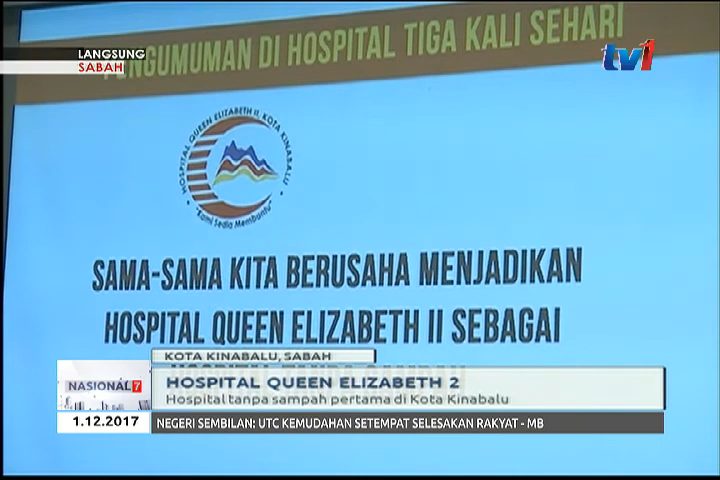 LANGSUNG
SABAH
PENGUMUMAN DI HOSPITAL TIGA KALI SEHARI
tv1
HOSPITAL QUEEN ELIZABETH II, KOTA KINABALU
"Kami Sedia Membantu"
SAMA-SAMA KITA BERUSAHA MENJADIKAN
HOSPITAL QUEEN ELIZABETH II SEBAGAI
KOTA KINABALU, SABAH
NASIONAL 7
HOSPITAL QUEEN ELIZABETH 2
Hospital tanpa sampah pertama di Kota Kinabalu
1.12.2017
NEGERI SEMBILAN: UTC KEMUDAHAN SETEMPAT SELESAKAN RAKYAT - MB